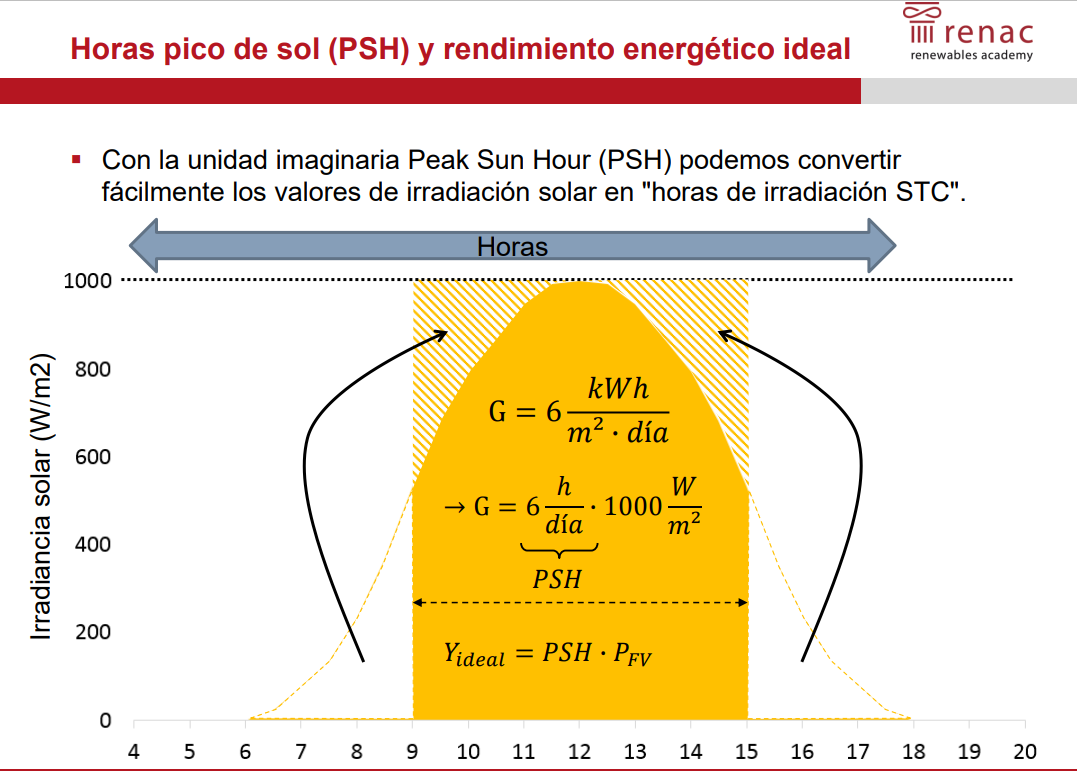 Horas pico de sol (PSH) y rendimiento energético ideal
renac
renewables academy
Con la unidad imaginaria Peak Sun Hour (PSH) podemos convertir
fácilmente los valores de irradiación solar en "horas de irradiación STC".
Horas
Irradiancia solar (W/m2)
1000
800
600
400
200
0
G = 6 kWh / m² · día
→ G = 6 h/día · 1000 W/m²
PSH
Y_ideal = PSH · P_FV
4 5 6 7 8 9 10 11 12 13 14 15 16 17 18 19 20